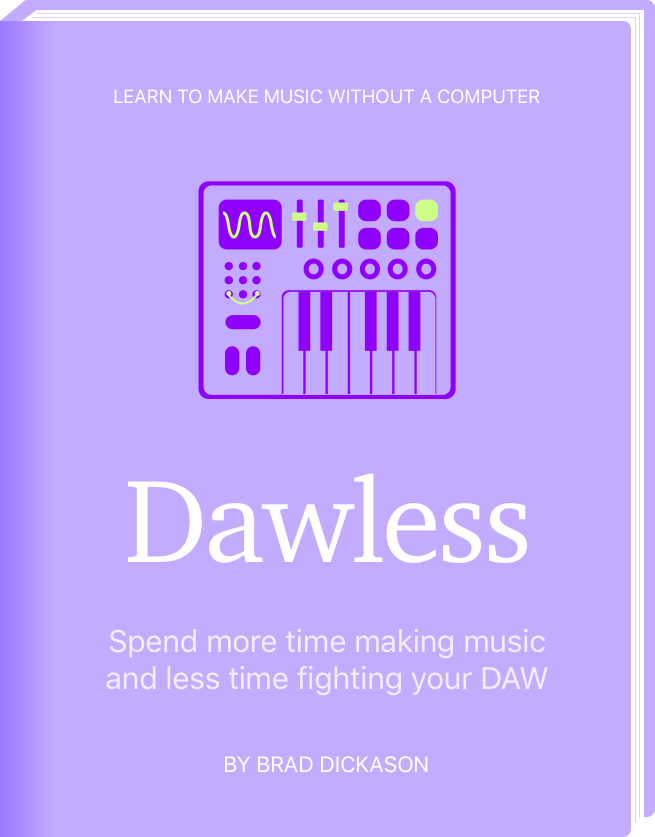 LEARN TO MAKE MUSIC WITHOUT A COMPUTER
Dawless
Spend more time making music
and less time fighting your DAW
BY BRAD DICKASON